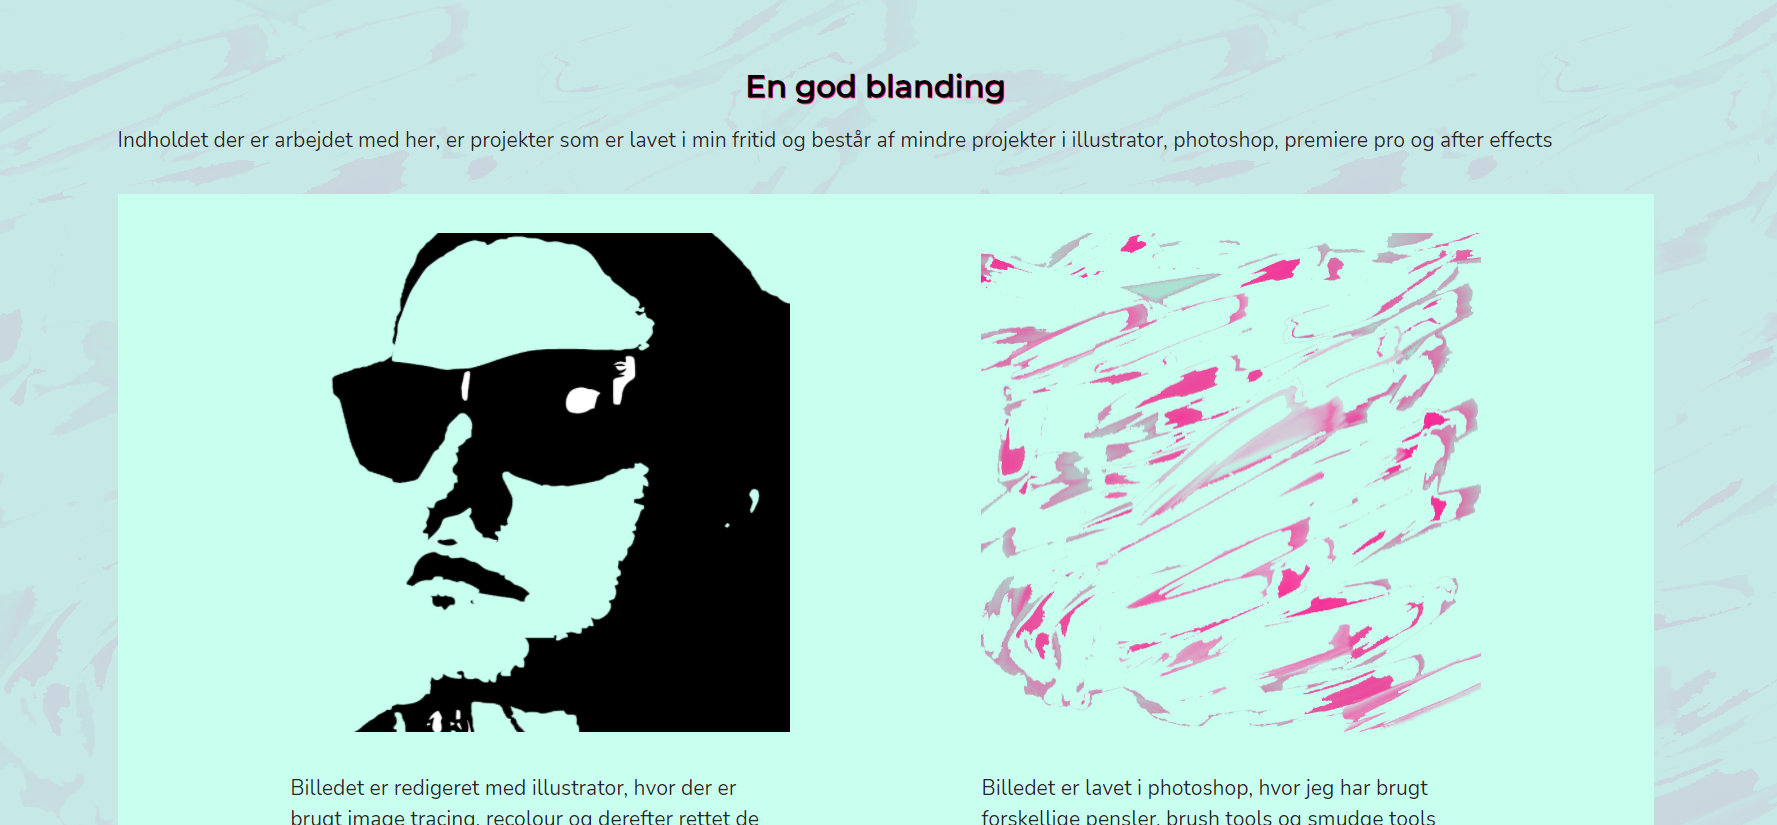 En god blanding
Indholdet der er arbejdet med her, er projekter som er lavet i min fritid og består af mindre projekter i illustrator, photoshop, premiere pro og after effects
Billedet er redigeret med illustrator, hvor der er
brugt image tracing, recolour og derefter rettet de
Billedet er lavet i photoshop, hvor jeg har brugt
forskellige pensler, brush tools og smudge tools